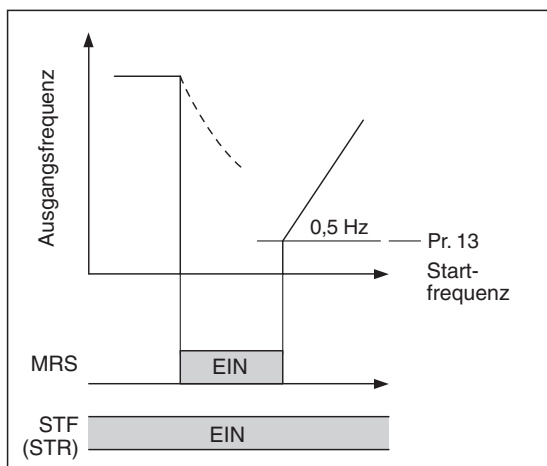 Ausgangsfrequenz
0,5 Hz
Pr. 13
Start-
frequenz
MRS
EIN
STF
(STR)
EIN